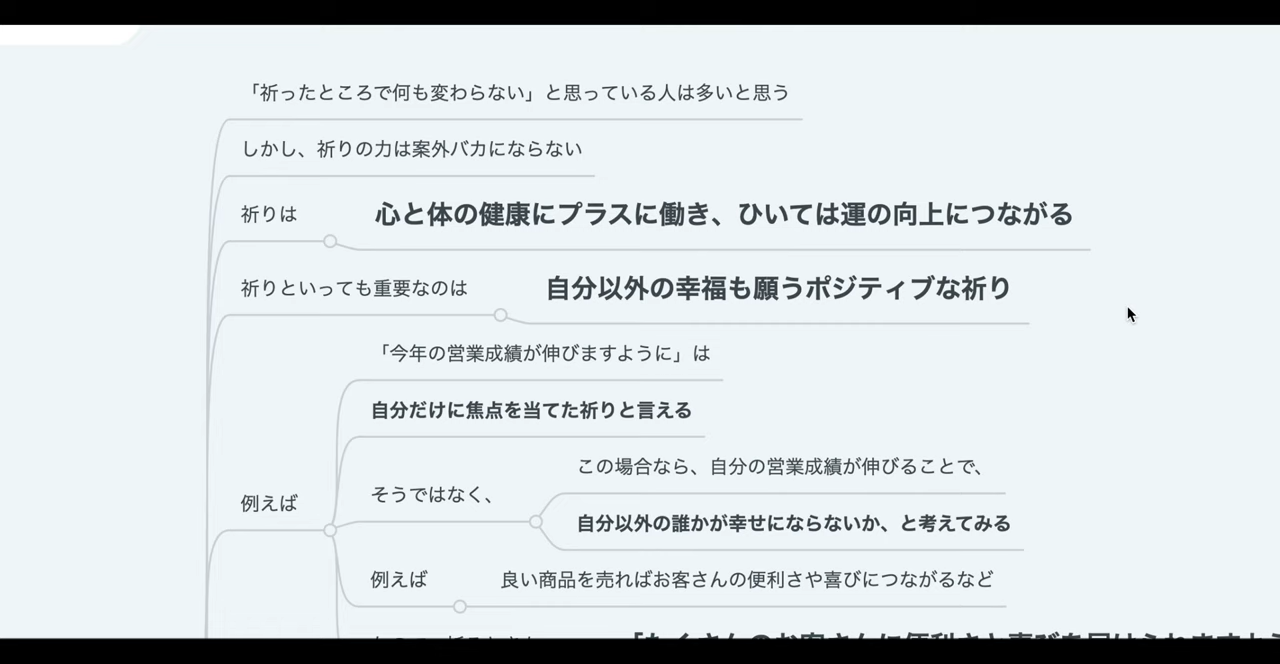 「祈ったところで何も変わらない」と思っている人は多いと思う
しかし、祈りの力は案外バカにならない
祈りは
心と体の健康にプラスに働き、ひいては運の向上につながる
祈りといっても重要なのは
自分以外の幸福も願うポジティブな祈り
例えば
「今年の営業成績が伸びますように」は
自分だけに焦点を当てた祈りと言える
そうではなく、
この場合なら、自分の営業成績が伸びることで、
自分以外の誰かが幸せにならないか、と考えてみる
例えば
良い商品を売ればお客さんの便利さや喜びにつながるなど